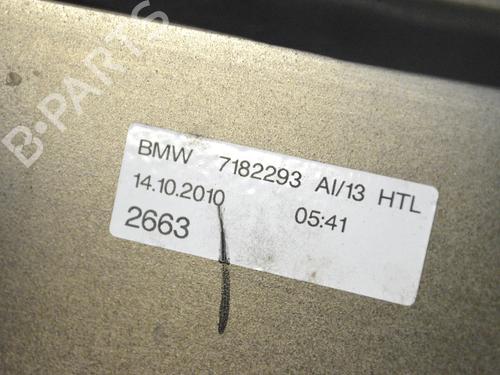 B-PARTS
BMW 7182293 AI/13 HTL
14.10.2010 05:41
2663